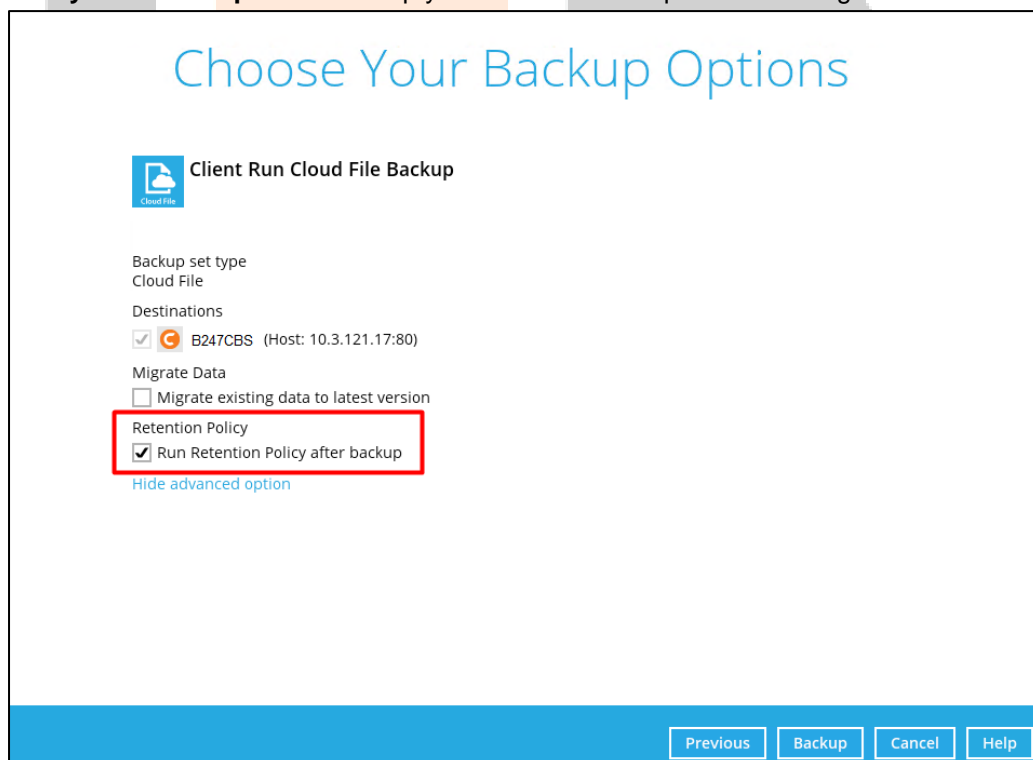 Choose Your Backup Options
Client Run Cloud File Backup
Cloud File
Backup set type
Cloud File
Destinations
B247CBS (Host: 10.3.121.17:80)
Migrate Data
Migrate existing data to latest version
Retention Policy
Run Retention Policy after backup
Hide advanced option
Previous Backup Cancel Help